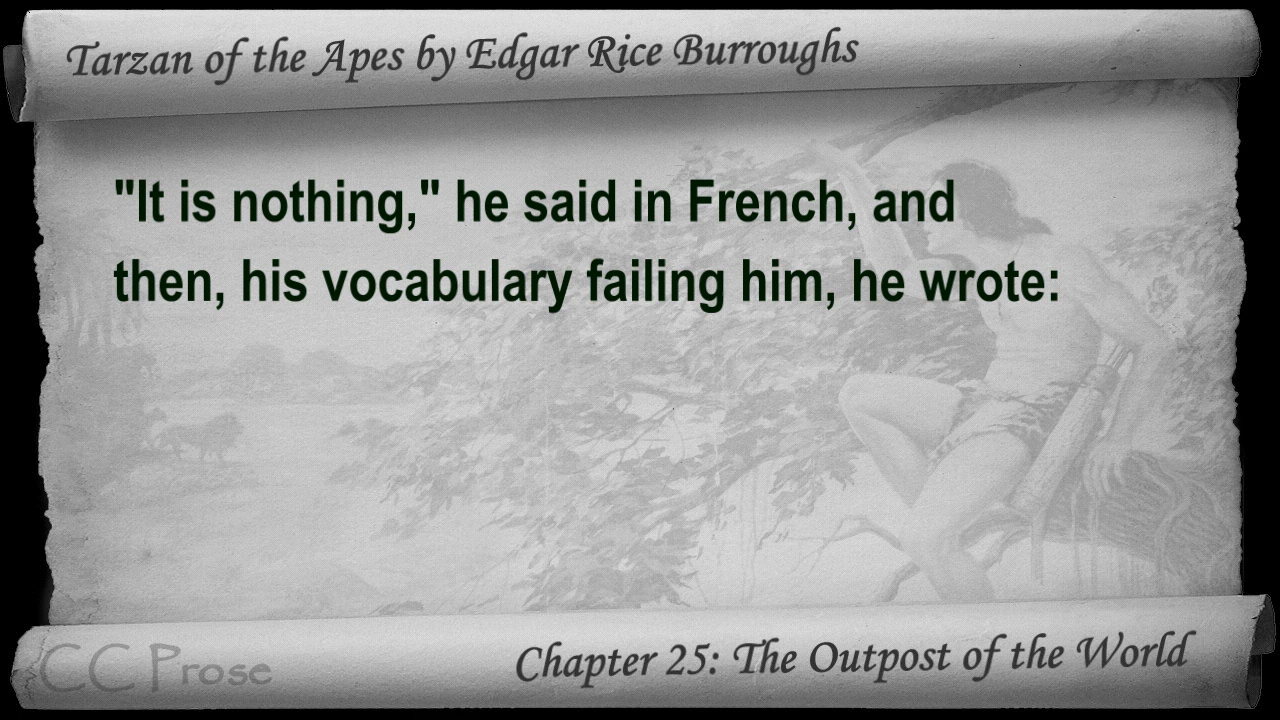 Tarzan of the Apes by Edgar Rice Burroughs
"It is nothing," he said in French, and
then, his vocabulary failing him, he wrote:
CC Prose
Chapter 25: The Outpost of the World